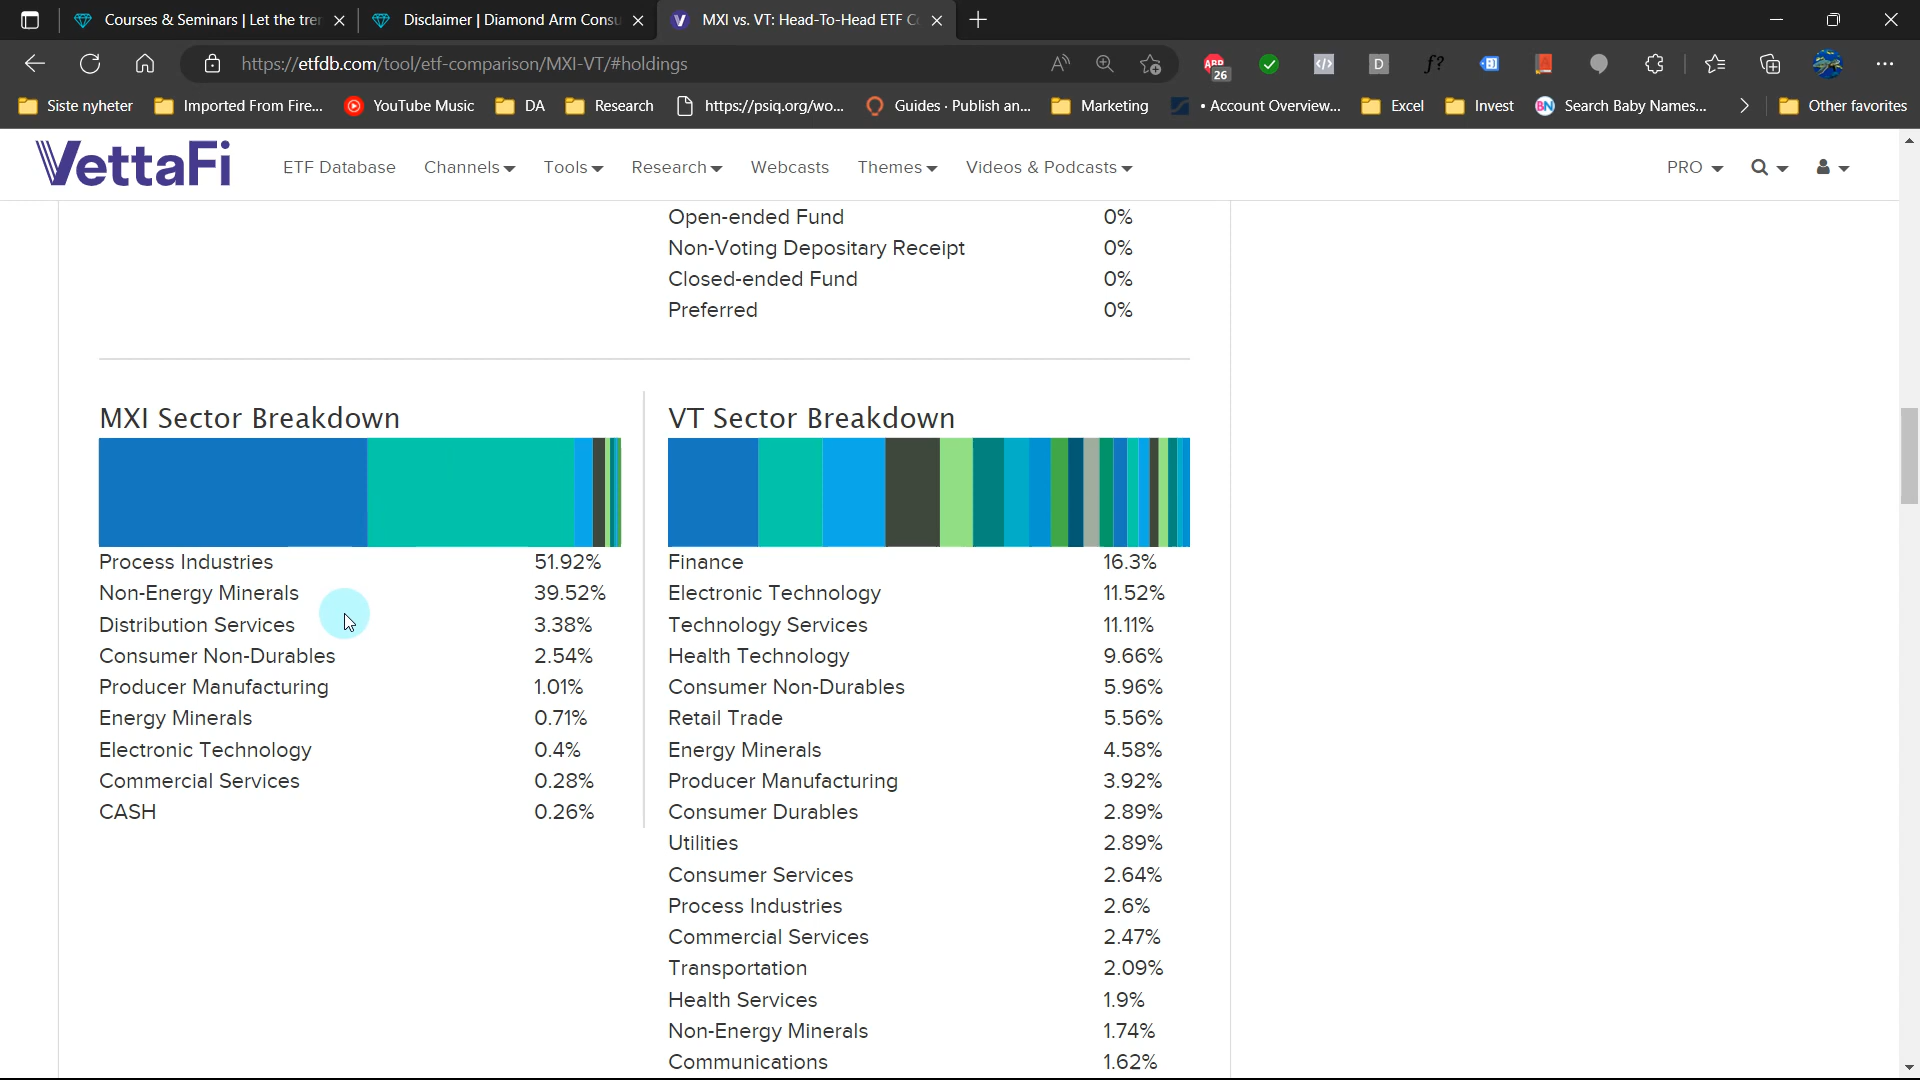 Courses & Seminars | Let the tre
Disclaimer | Diamond Arm Consu
MXI vs. VT: Head-To-Head ETF C
https://etfdb.com/tool/etf-comparison/MXI-VT/#holdings
ABP
26
</>
D
f?
Siste nyheter
Imported From Fire...
YouTube Music
DA
Research
https://psiq.org/wo...
Guides · Publish an...
Marketing
• Account Overview...
Excel
Invest
BN
Search Baby Names...
Other favorites
VettaFi
ETF Database
Channels
Tools
Research
Webcasts
Themes
Videos & Podcasts
PRO
Open-ended Fund 0%
Non-Voting Depositary Receipt 0%
Closed-ended Fund 0%
Preferred 0%
MXI Sector Breakdown
Process Industries 51.92%
Non-Energy Minerals 39.52%
Distribution Services 3.38%
Consumer Non-Durables 2.54%
Producer Manufacturing 1.01%
Energy Minerals 0.71%
Electronic Technology 0.4%
Commercial Services 0.28%
CASH 0.26%
VT Sector Breakdown
Finance 16.3%
Electronic Technology 11.52%
Technology Services 11.11%
Health Technology 9.66%
Consumer Non-Durables 5.96%
Retail Trade 5.56%
Energy Minerals 4.58%
Producer Manufacturing 3.92%
Consumer Durables 2.89%
Utilities 2.89%
Consumer Services 2.64%
Process Industries 2.6%
Commercial Services 2.47%
Transportation 2.09%
Health Services 1.9%
Non-Energy Minerals 1.74%
Communications 1.62%